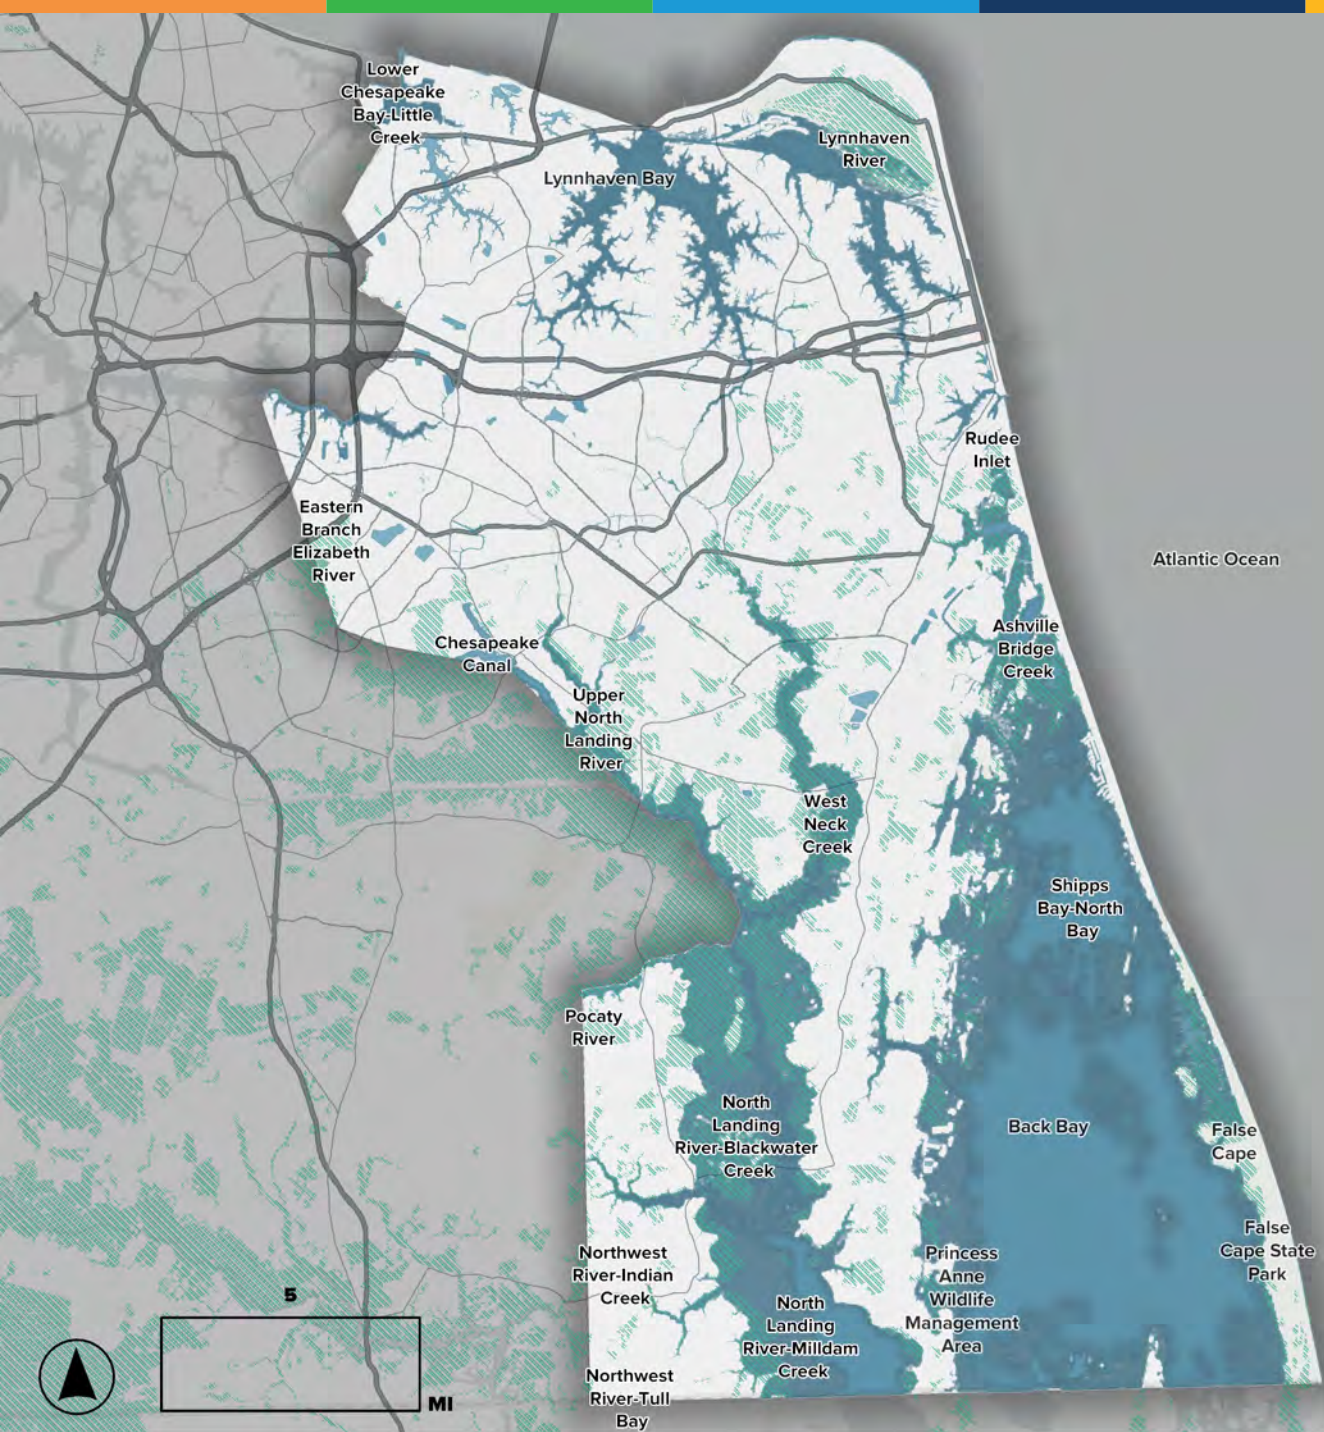 Lower
Chesapeake
Bay-Little
Creek
Lynnhaven
River
Lynnhaven Bay
Rudee
Inlet
Eastern
Branch
Elizabeth
River
Atlantic Ocean
Ashville
Bridge
Creek
Chesapeake
Canal
Upper
North
Landing
River
West
Neck
Creek
Shipps
Bay-North
Bay
Pocaty
River
North
Landing
River-Blackwater
Creek
Back Bay
False
Cape
False
Cape State
Park
Northwest
River-Indian
Creek
Princess
Anne
Wildlife
Management
Area
North
Landing
River-Milldam
Creek
Northwest
River-Tull
Bay
5
MI